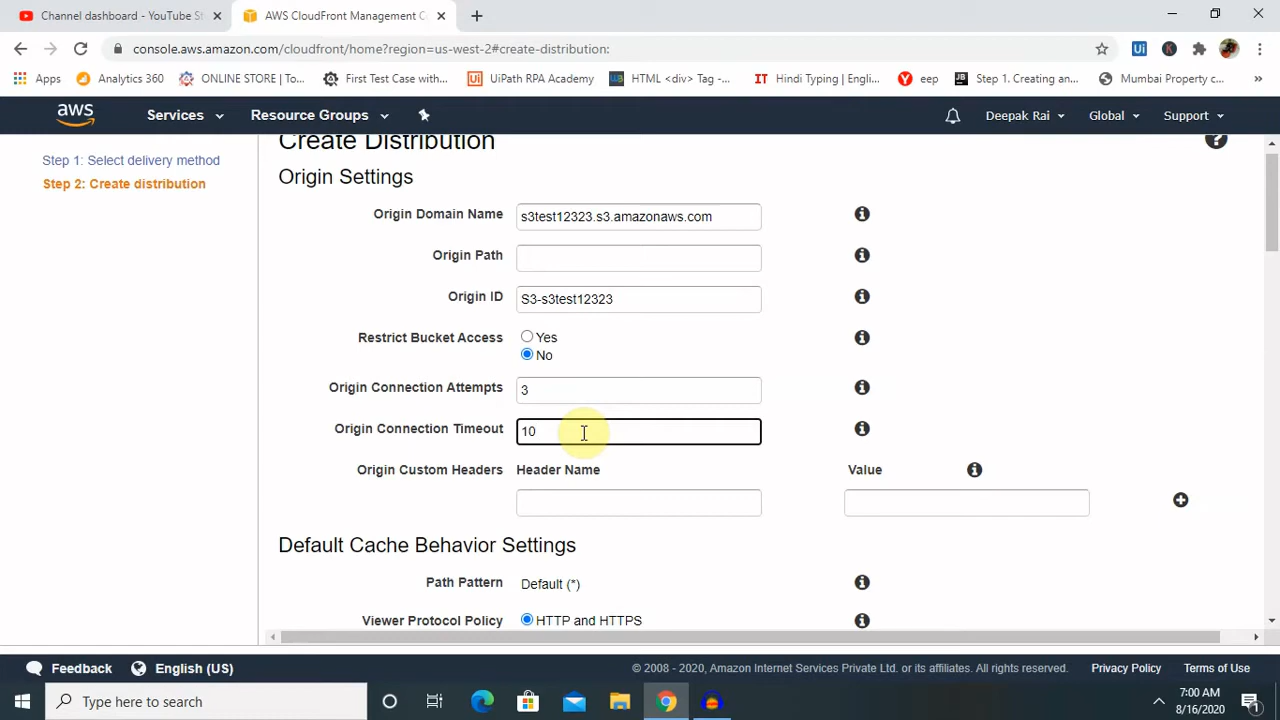 Channel dashboard - YouTube St
AWS CloudFront Management C
console.aws.amazon.com/cloudfront/home?region=us-west-2#create-distribution:
Apps
Analytics 360
ONLINE STORE | To...
First Test Case with...
UiPath RPA Academy
HTML <div> Tag -...
Hindi Typing | Engli...
eep
Step 1. Creating an...
Mumbai Property c...
»
aws
Services
Resource Groups
Deepak Rai
Global
Support
Step 1: Select delivery method
Step 2: Create distribution
Create Distribution
Origin Settings
Origin Domain Name
s3test12323.s3.amazonaws.com
Origin Path
Origin ID
S3-s3test12323
Restrict Bucket Access
Yes
No
Origin Connection Attempts
3
Origin Connection Timeout
10
Origin Custom Headers
Header Name
Value
Default Cache Behavior Settings
Path Pattern
Default (*)
Viewer Protocol Policy
HTTP and HTTPS
Feedback
English (US)
© 2008 - 2020, Amazon Internet Services Private Ltd. or its affiliates. All rights reserved.
Privacy Policy
Terms of Use
Type here to search
7:00 AM
8/16/2020
1